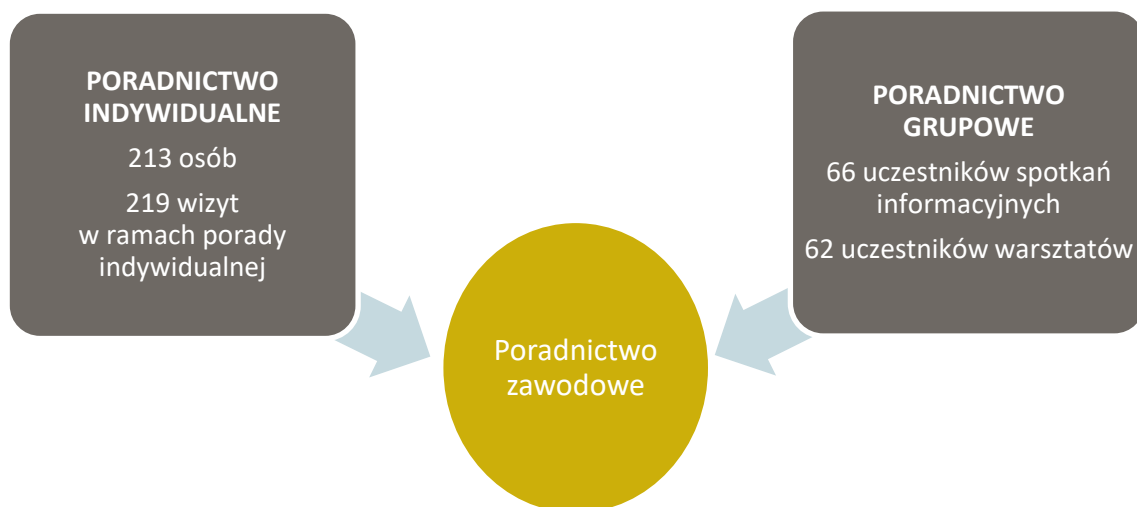 PORADNICTWO
INDYWIDUALNE
213 osób
219 wizyt
w ramach porady
indywidualnej
PORADNICTWO
GRUPOWE
66 uczestników spotkań
informacyjnych
62 uczestników warsztatów
Poradnictwo
zawodowe